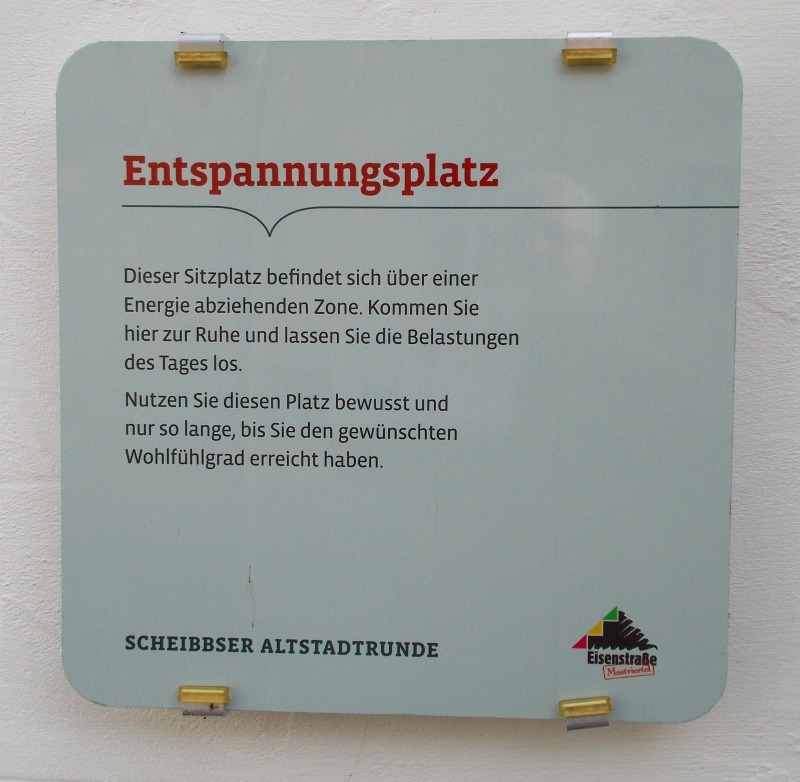 Entspannungsplatz
Dieser Sitzplatz befindet sich über einer
Energie abziehenden Zone. Kommen Sie
hier zur Ruhe und lassen Sie die Belastungen
des Tages los.
Nutzen Sie diesen Platz bewusst und
nur so lange, bis Sie den gewünschten
Wohlfühlgrad erreicht haben.
SCHEIBBSER ALTSTADTRUNDE
Eisenstraße
Mostviertel